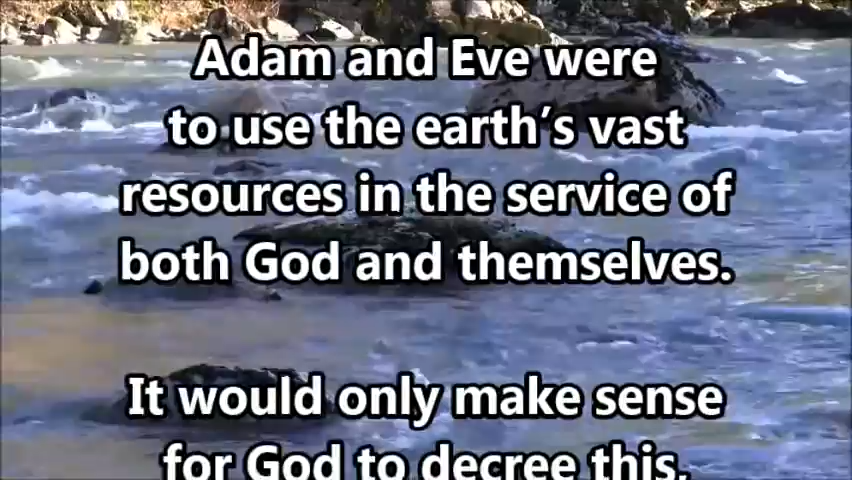 Adam and Eve were
to use the earth's vast
resources in the service of
both God and themselves.
It would only make sense
for God to decree this,